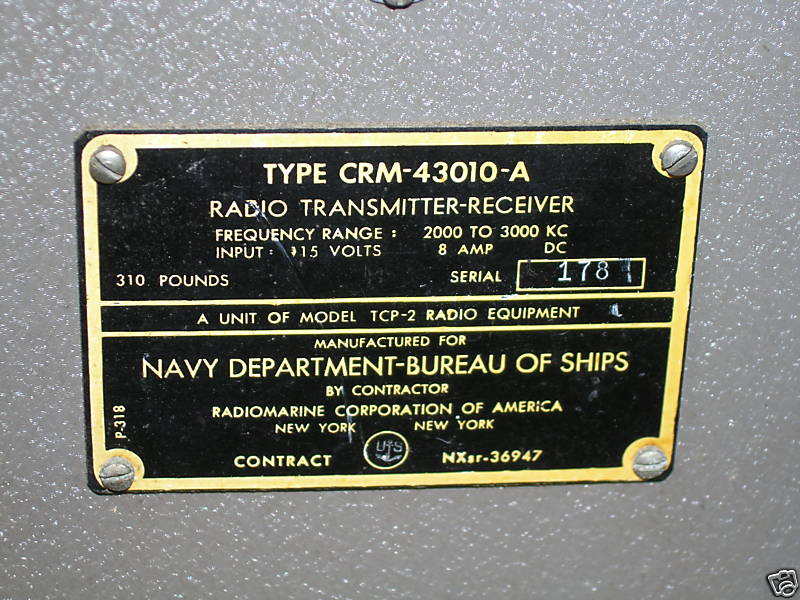 TYPE CRM-43010-A
RADIO TRANSMITTER-RECEIVER
FREQUENCY RANGE: 2000 TO 3000 KC
INPUT: 115 VOLTS 8 AMP DC
310 POUNDS SERIAL 178
A UNIT OF MODEL TCP-2 RADIO EQUIPMENT
MANUFACTURED FOR
NAVY DEPARTMENT-BUREAU OF SHIPS
BY CONTRACTOR
RADIOMARINE CORPORATION OF AMERICA
NEW YORK NEW YORK
P-318
CONTRACT US NXsr-36947